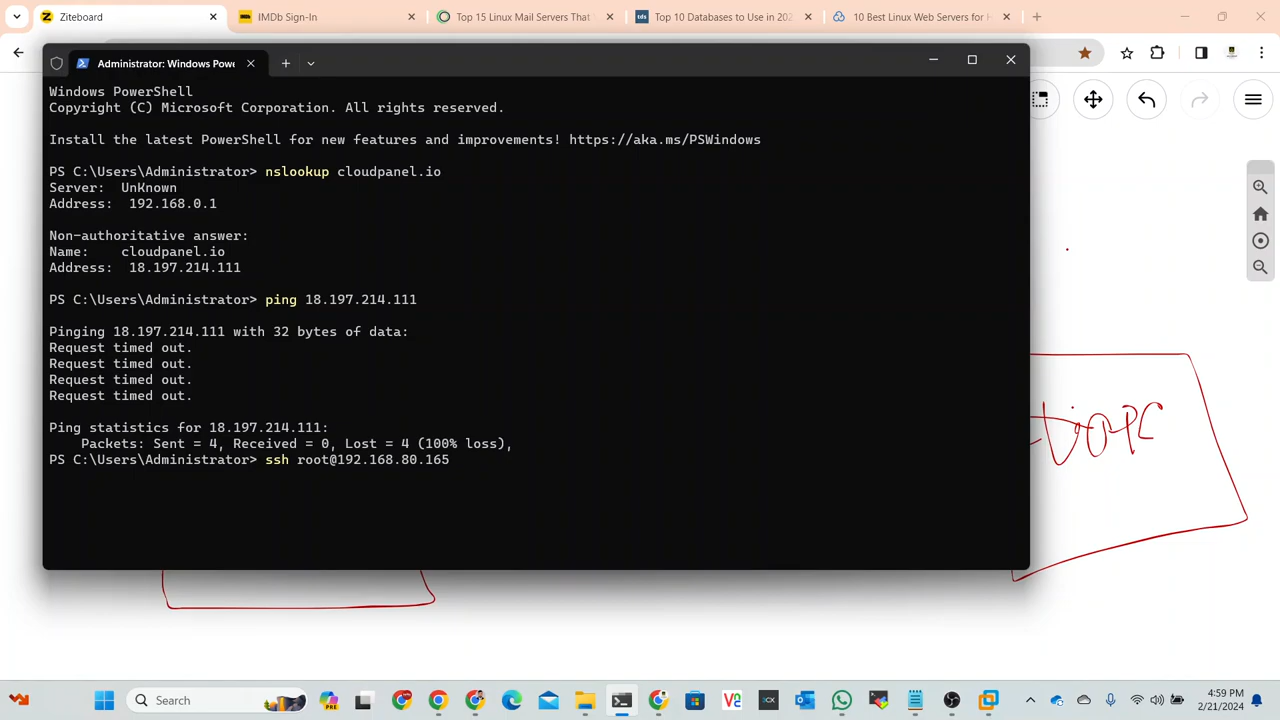 Ziteboard
IMDb Sign-In
Top 15 Linux Mail Servers That
Top 10 Databases to Use in 202
10 Best Linux Web Servers for
Administrator: Windows Powe
Windows PowerShell
Copyright (C) Microsoft Corporation. All rights reserved.
Install the latest PowerShell for new features and improvements! https://aka.ms/PSWindows
PS C:\Users\Administrator> nslookup cloudpanel.io
Server:  UnKnown
Address:  192.168.0.1
Non-authoritative answer:
Name:    cloudpanel.io
Address:  18.197.214.111
PS C:\Users\Administrator> ping 18.197.214.111
Pinging 18.197.214.111 with 32 bytes of data:
Request timed out.
Request timed out.
Request timed out.
Request timed out.
Ping statistics for 18.197.214.111:
    Packets: Sent = 4, Received = 0, Lost = 4 (100% loss),
PS C:\Users\Administrator> ssh root@192.168.80.165
Search
4:59 PM
2/21/2024